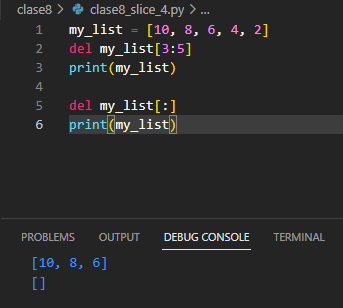 clase8 > clase8_slice_4.py > ...
1 my_list = [10, 8, 6, 4, 2]
2 del my_list[3:5]
3 print(my_list)
4
5 del my_list[:]
6 print(my_list)
PROBLEMS OUTPUT DEBUG CONSOLE TERMINAL
[10, 8, 6]
[]